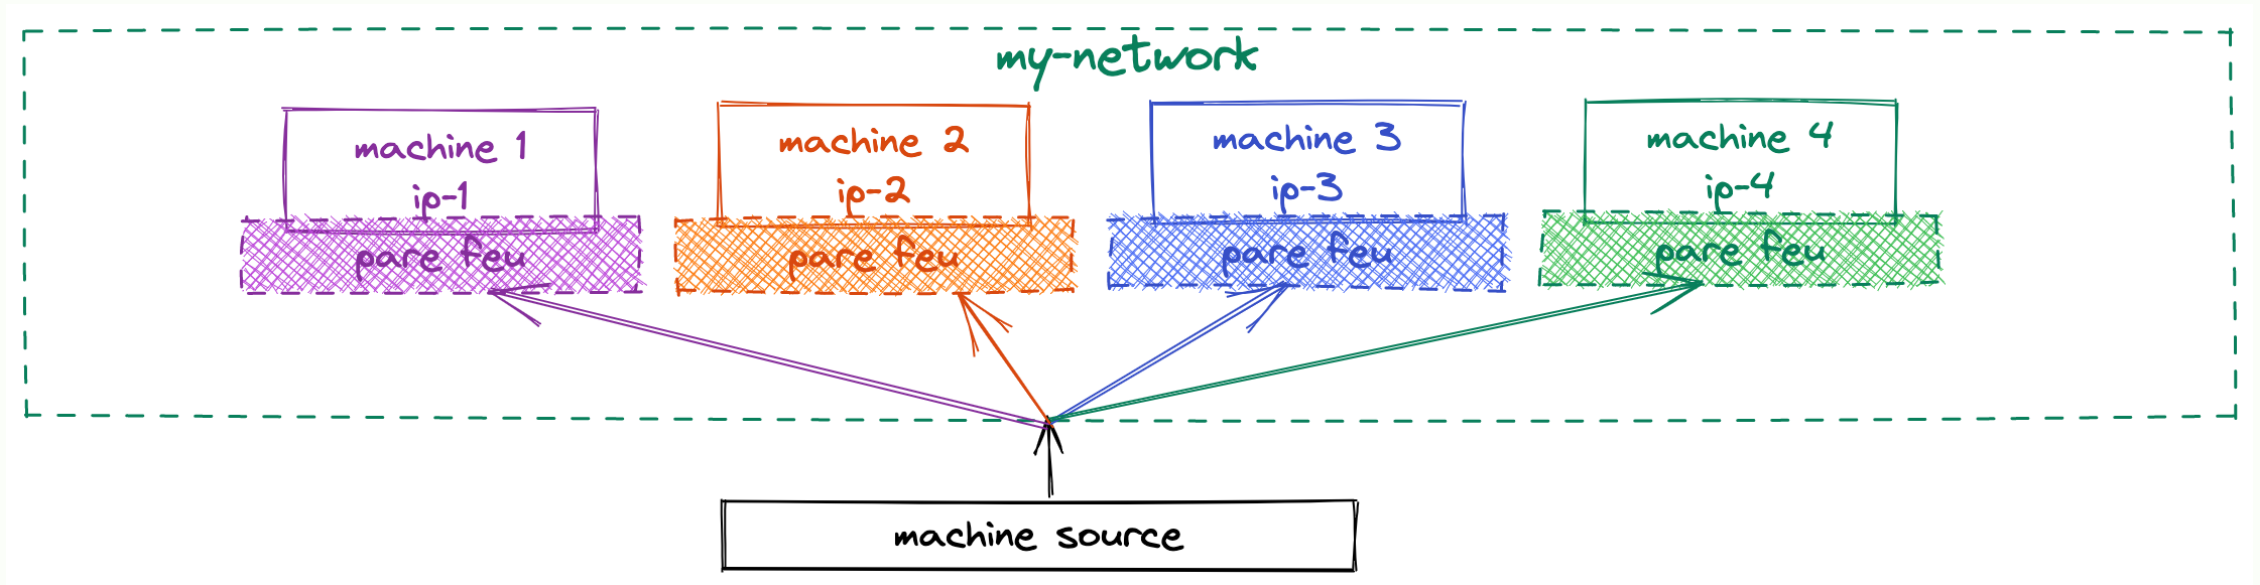 my-network
machine 1
ip-1
pare feu
machine 2
ip-2
pare feu
machine 3
ip-3
pare feu
machine 4
ip-4
pare feu
machine source